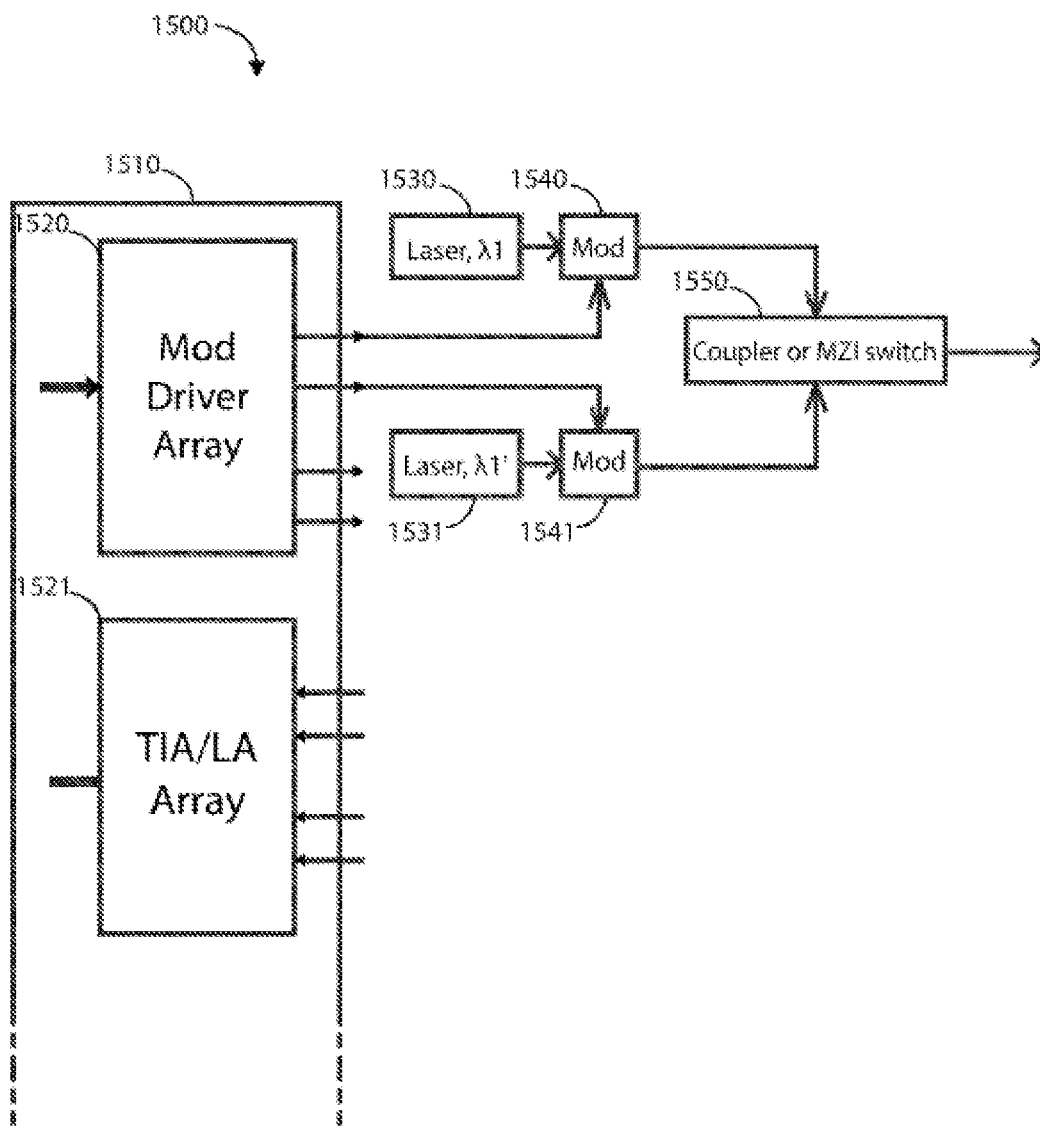 1500
1510
1520
Mod
Driver
Array
1530
Laser, λ1
1540
Mod
1550
Coupler or MZI switch
Laser, λ1'
1531
Mod
1541
1521
TIA/LA
Array